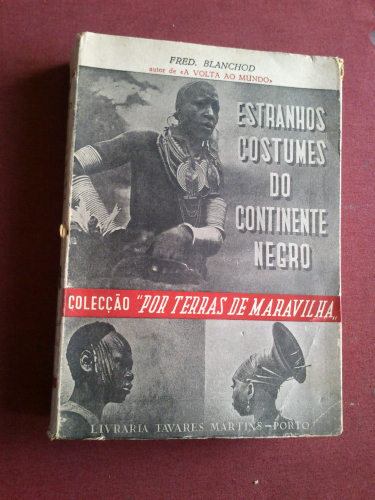 FRED. BLANCHOD
autor de «A VOLTA AO MUNDO»
ESTRANHOS
COSTUMES
DO
CONTINENTE
NEGRO
COLECÇÃO "POR TERRAS DE MARAVILHA„
LIVRARIA TAVARES MARTINS-PORTO